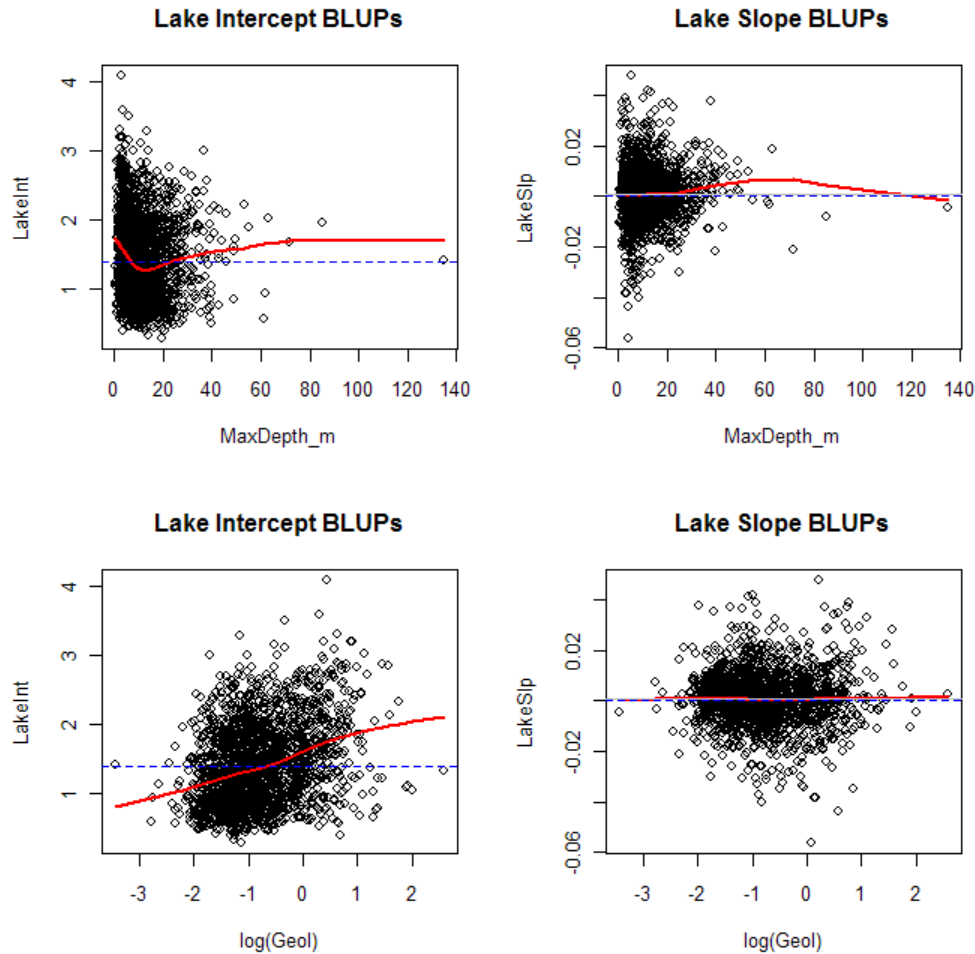 Lake Intercept BLUPs
LakeInt
4
3
2
1
0 20 40 60 80 100 120 140
MaxDepth_m
Lake Slope BLUPs
LakeSlp
0.02
-0.02
-0.06
0 20 40 60 80 100 120 140
MaxDepth_m
Lake Intercept BLUPs
LakeInt
4
3
2
1
-3 -2 -1 0 1 2
log(Geol)
Lake Slope BLUPs
LakeSlp
0.02
-0.02
-0.06
-3 -2 -1 0 1 2
log(Geol)